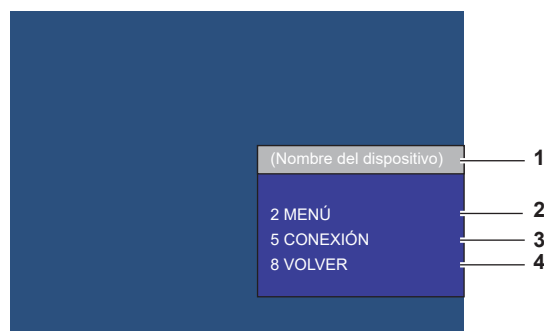 (Nombre del dispositivo) 1
2 MENÚ 2
5 CONEXIÓN 3
8 VOLVER 4